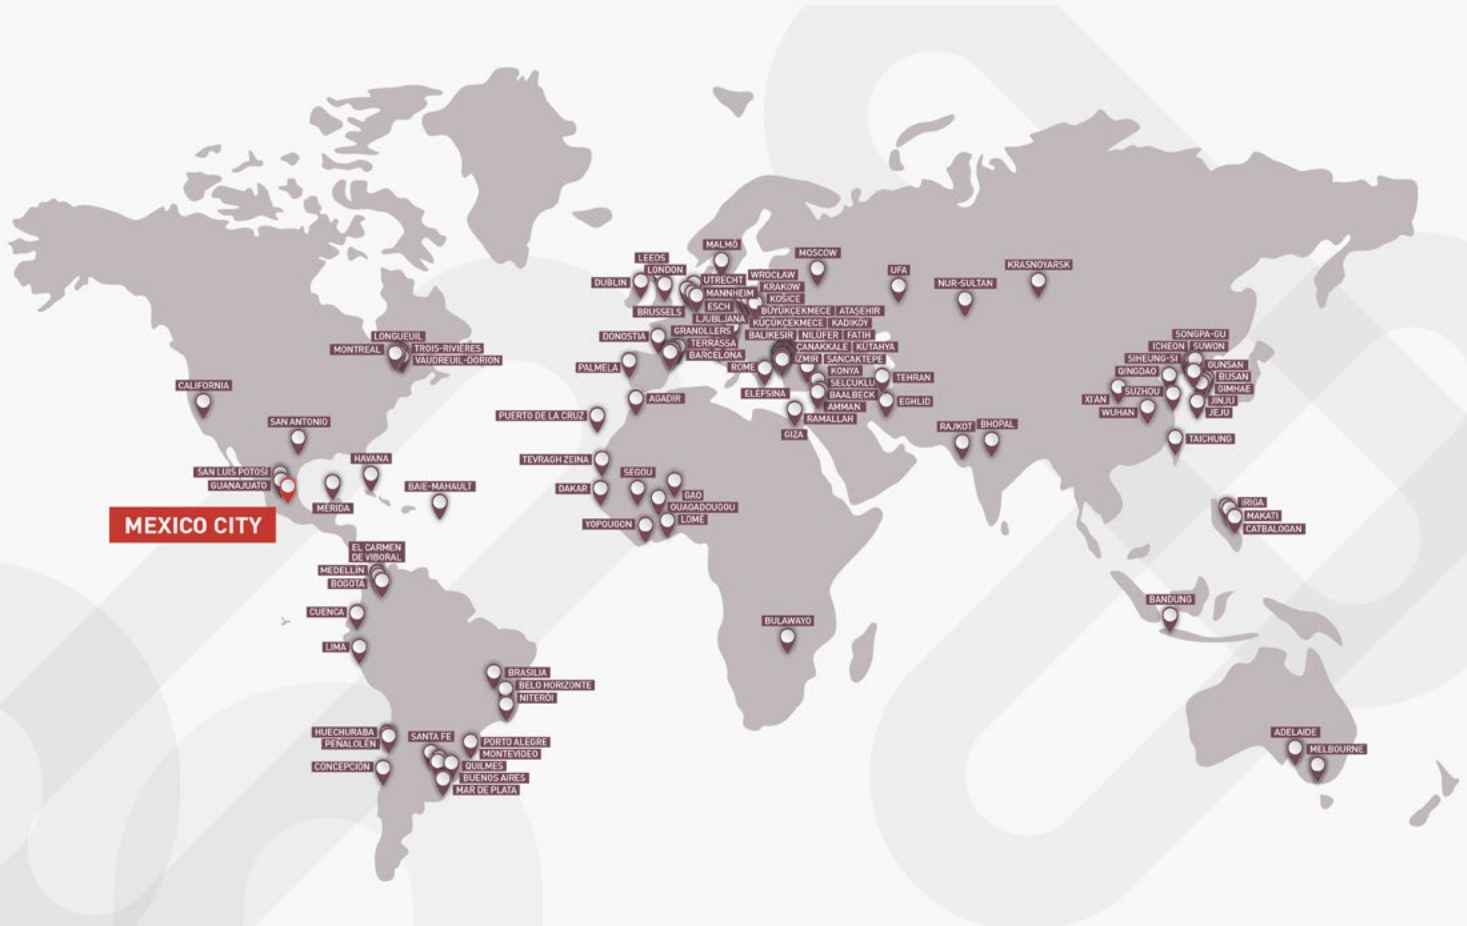 MALMÖ
LEEDS
LONDON
DUBLIN
UTRECHT
WROCŁAW
MOSCOW
UFA
KRASNOYARSK
NUR-SULTAN
MANNHEIM
KRAKOW
BRUSSELS
ESCH
KOŠICE
LJUBLJANA
BÜYÜKÇEKMECE | ATAŞEHIR
KÜÇÜKÇEKMECE | KADIKÖY
DONOSTIA
GRANOLLERS
BALIKESIR | NILÜFER | FATIH
TERRASSA
ÇANAKKALE | KÜTAHYA
BARCELONA
IZMIR | SANCAKTEPE
PALMELA
ROME
KONYA
SELÇUKLU
TEHRAN
ELEFSINA
BAALBECK
AGADIR
AMMAN
EGHLID
PUERTO DE LA CRUZ
RAMALLAH
GIZA
LONGUEUIL
MONTREAL
TROIS-RIVIÈRES
VAUDREUIL-DORION
CALIFORNIA
SAN ANTONIO
SAN LUIS POTOSÍ
GUANAJUATO
HAVANA
MÉRIDA
BAIE-MAHAULT
MEXICO CITY
TEVRAGH ZEINA
DAKAR
SEGOU
GAO
OUAGADOUGOU
YOPOUGON
LOMÉ
BULAWAYO
SONGPA-GU
ICHEON | SUWON
SIHEUNG-SI
GUNSAN
QINGDAO
BUSAN
SUZHOU
GIMHAE
XI'AN
JINJU
WUHAN
JEJU
RAJKOT
BHOPAL
TAICHUNG
IRIGA
MAKATI
CATBALOGAN
BANDUNG
ADELAIDE
MELBOURNE
EL CARMEN
DE VIBORAL
MEDELLÍN
BOGOTÁ
CUENCA
LIMA
BRASILIA
BELO HORIZONTE
NITERÓI
HUECHURABA
PEÑALOLÉN
CONCEPCIÓN
SANTA FE
PORTO ALEGRE
MONTEVIDEO
QUILMES
BUENOS AIRES
MAR DE PLATA